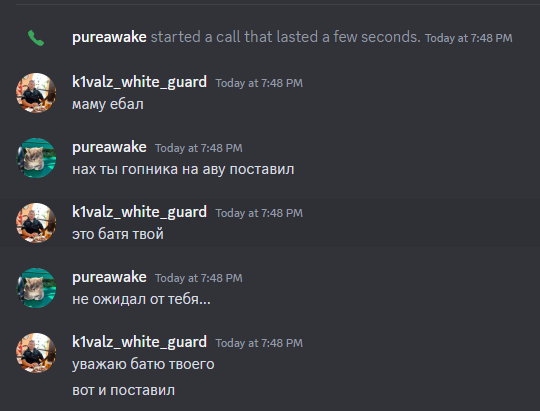 pureawake started a call that lasted a few seconds. Today at 7:48 PM
k1valz_white_guard Today at 7:48 PM
маму ебал
pureawake Today at 7:48 PM
нах ты гопника на аву поставил
k1valz_white_guard Today at 7:48 PM
это батя твой
pureawake Today at 7:48 PM
не ожидал от тебя...
k1valz_white_guard Today at 7:48 PM
уважаю батю твоего
вот и поставил